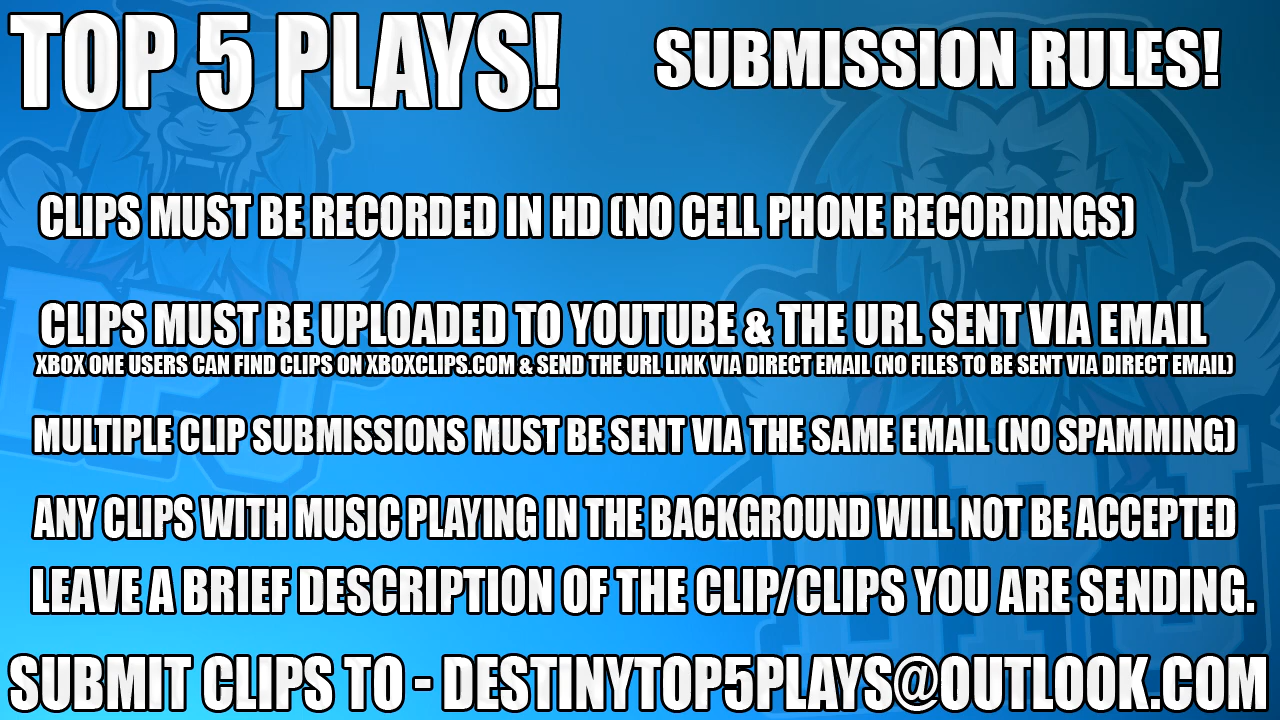 TOP 5 PLAYS!
SUBMISSION RULES!
CLIPS MUST BE RECORDED IN HD (NO CELL PHONE RECORDINGS)
CLIPS MUST BE UPLOADED TO YOUTUBE & THE URL SENT VIA EMAIL
XBOX ONE USERS CAN FIND CLIPS ON XBOXCLIPS.COM & SEND THE URL LINK VIA DIRECT EMAIL (NO FILES TO BE SENT VIA DIRECT EMAIL)
MULTIPLE CLIP SUBMISSIONS MUST BE SENT VIA THE SAME EMAIL (NO SPAMMING)
ANY CLIPS WITH MUSIC PLAYING IN THE BACKGROUND WILL NOT BE ACCEPTED
LEAVE A BRIEF DESCRIPTION OF THE CLIP/CLIPS YOU ARE SENDING.
SUBMIT CLIPS TO - DESTINYTOP5PLAYS@OUTLOOK.COM